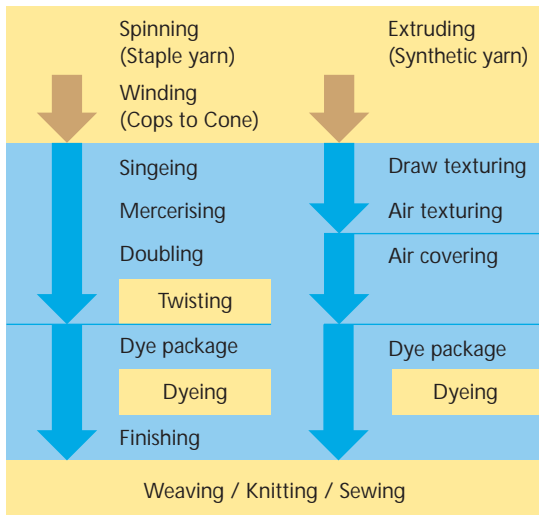 Spinning
(Staple yarn)
Winding
(Cops to Cone)
Singeing
Mercerising
Doubling
Twisting
Dye package
Dyeing
Finishing
Extruding
(Synthetic yarn)
Draw texturing
Air texturing
Air covering
Dye package
Dyeing
Weaving / Knitting / Sewing